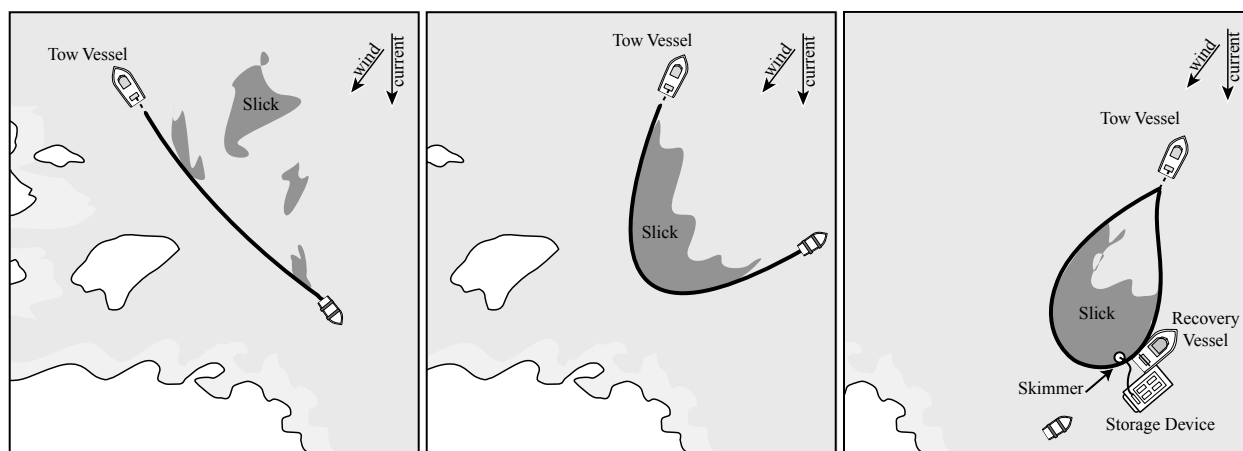 Tow Vessel
wind
current
Slick
Tow Vessel
wind
current
Slick
wind
current
Tow Vessel
Slick
Recovery
Vessel
Skimmer
Storage Device